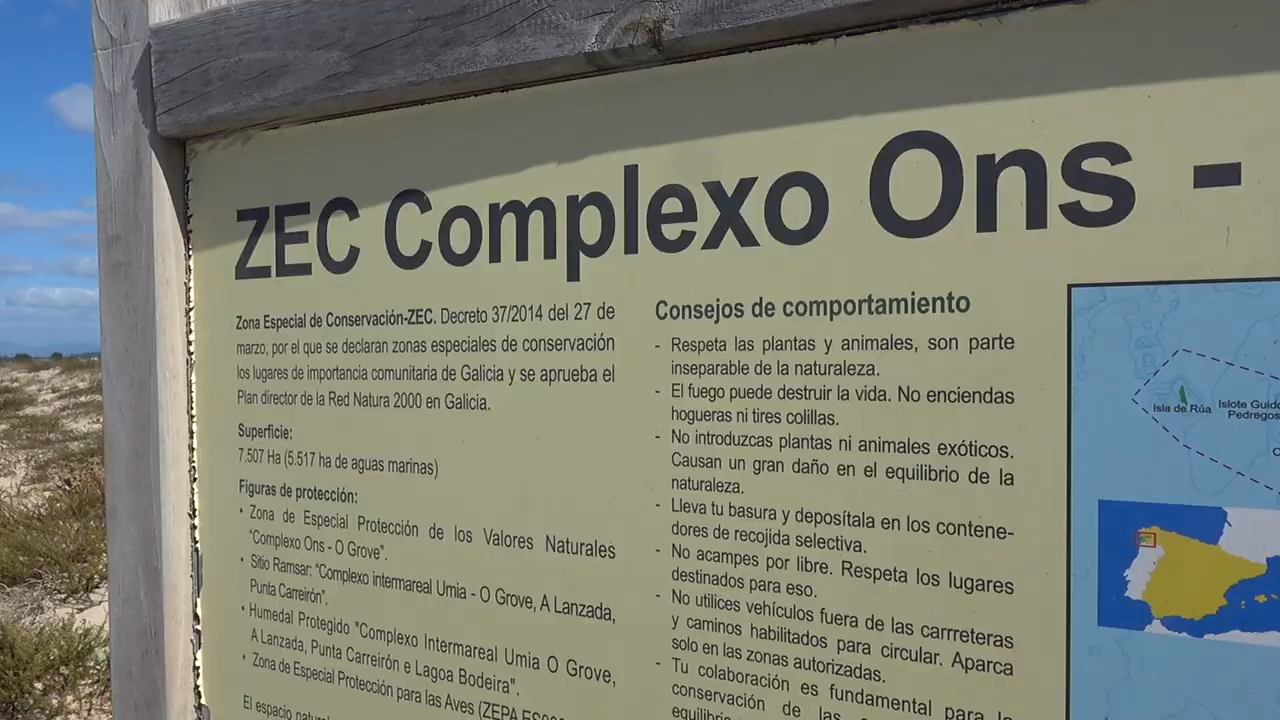 ZEC Complexo Ons -
Zona Especial de Conservación-ZEC. Decreto 37/2014 del 27 de
marzo, por el que se declaran zonas especiales de conservación
los lugares de importancia comunitaria de Galicia y se aprueba el
Plan director de la Red Natura 2000 en Galicia.
Superficie:
7.507 Ha (5.517 ha de aguas marinas)
Figuras de protección:
• Zona de Especial Protección de los Valores Naturales
“Complexo Ons - O Grove”.
• Sitio Ramsar: “Complexo intermareal Umia - O Grove, A Lanzada,
Punta Carreirón”.
• Humedal Protegido "Complexo Intermareal Umia O Grove,
A Lanzada, Punta Carreirón e Lagoa Bodeira".
• Zona de Especial Protección para las Aves (ZEPA
El espacio
Consejos de comportamiento
- Respeta las plantas y animales, son parte
inseparable de la naturaleza.
- El fuego puede destruir la vida. No enciendas
hogueras ni tires colillas.
- No introduzcas plantas ni animales exóticos.
Causan un gran daño en el equilibrio de la
naturaleza.
- Lleva tu basura y deposítala en los contene-
dores de recojida selectiva.
- No acampes por libre. Respeta los lugares
destinados para eso.
- No utilices vehículos fuera de las carrreteras
y caminos habilitados para circular. Aparca
solo en las zonas autorizadas.
- Tu colaboración es fundamental para
conservación de las
Isla de Rúa
Islote